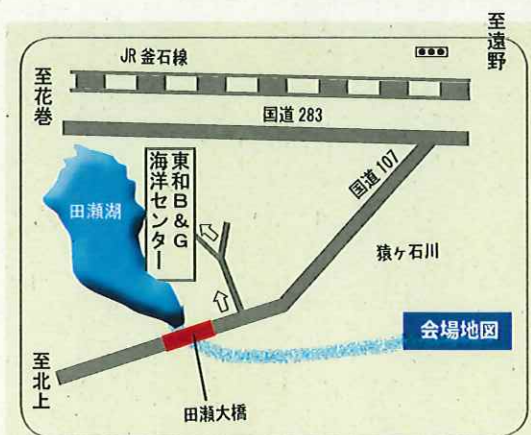 至遠野
JR 釜石線
至花巻
国道 283
国道 107
東和B&G
海洋センター
田瀬湖
猿ヶ石川
会場地図
至北上
田瀬大橋